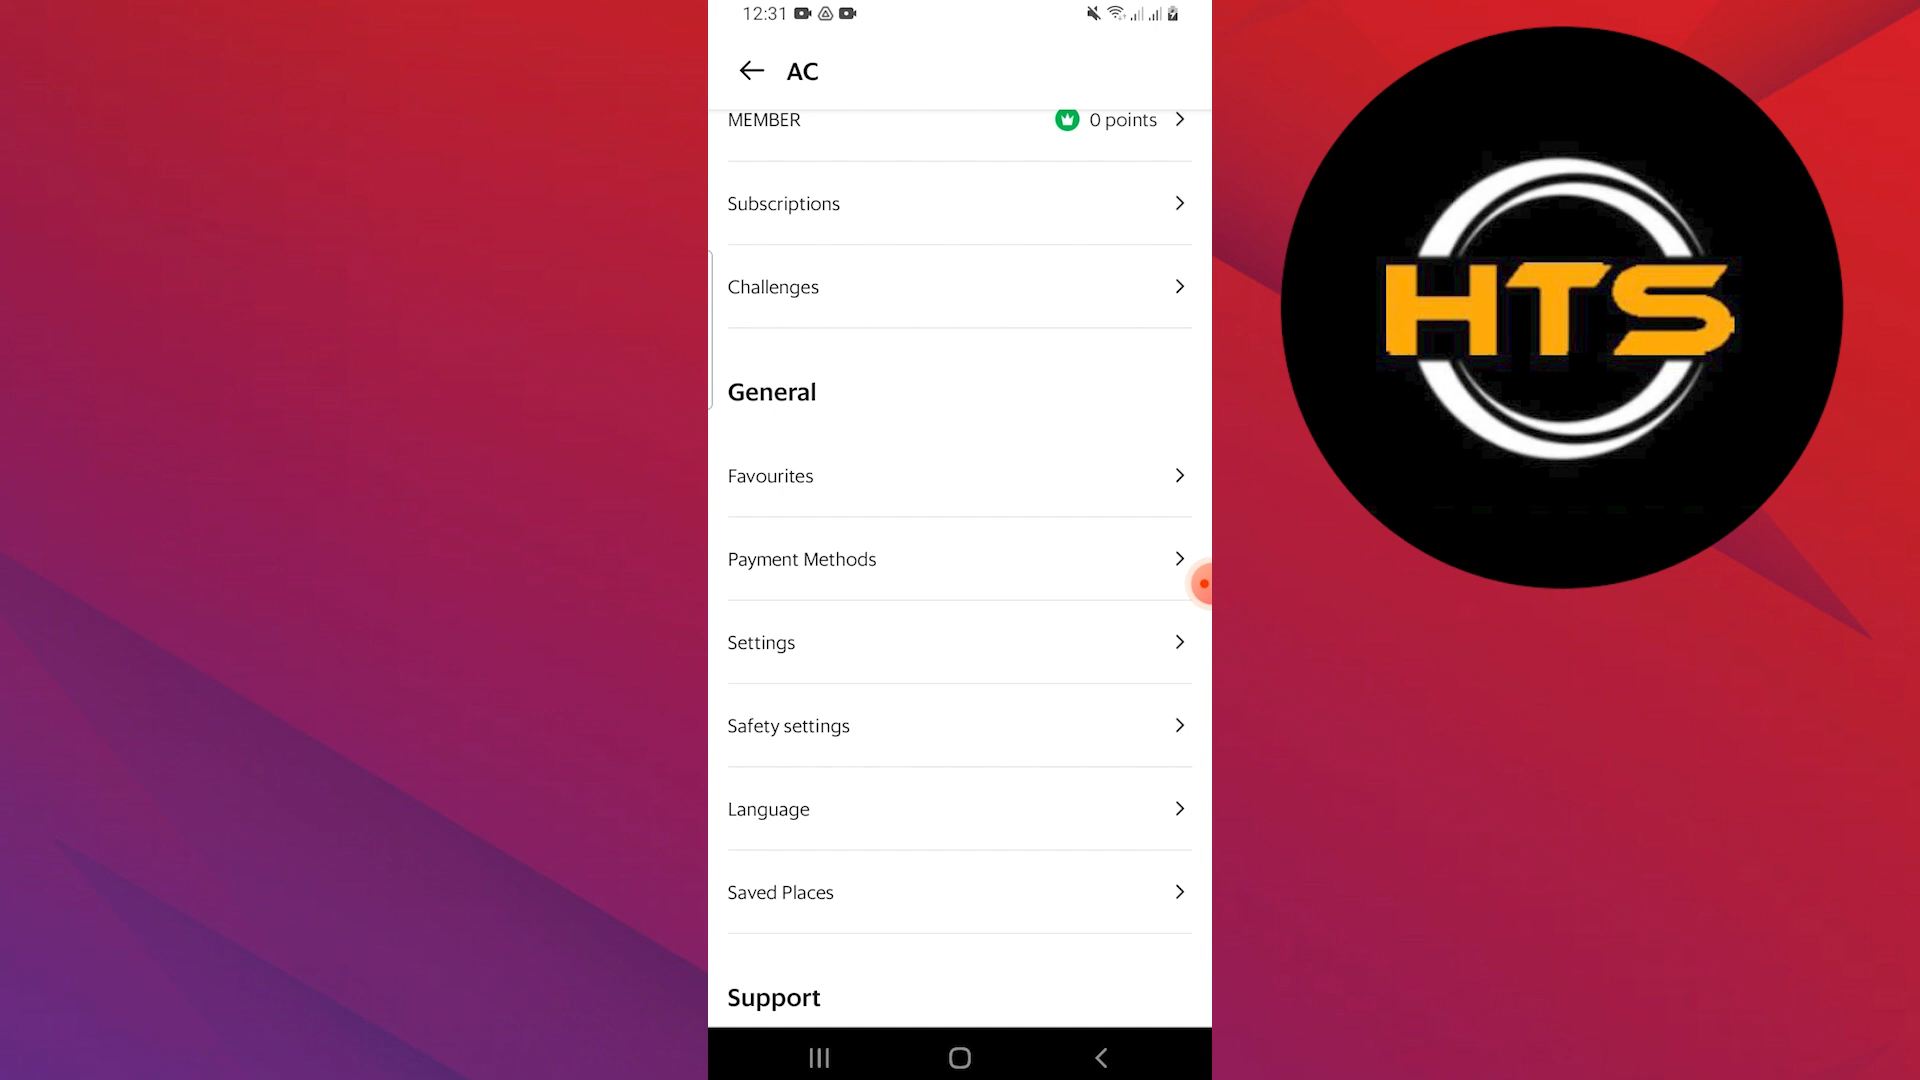 12:31
AC
MEMBER 0 points
Subscriptions
Challenges
General
Favourites
Payment Methods
Settings
Safety settings
Language
Saved Places
Support
HTS